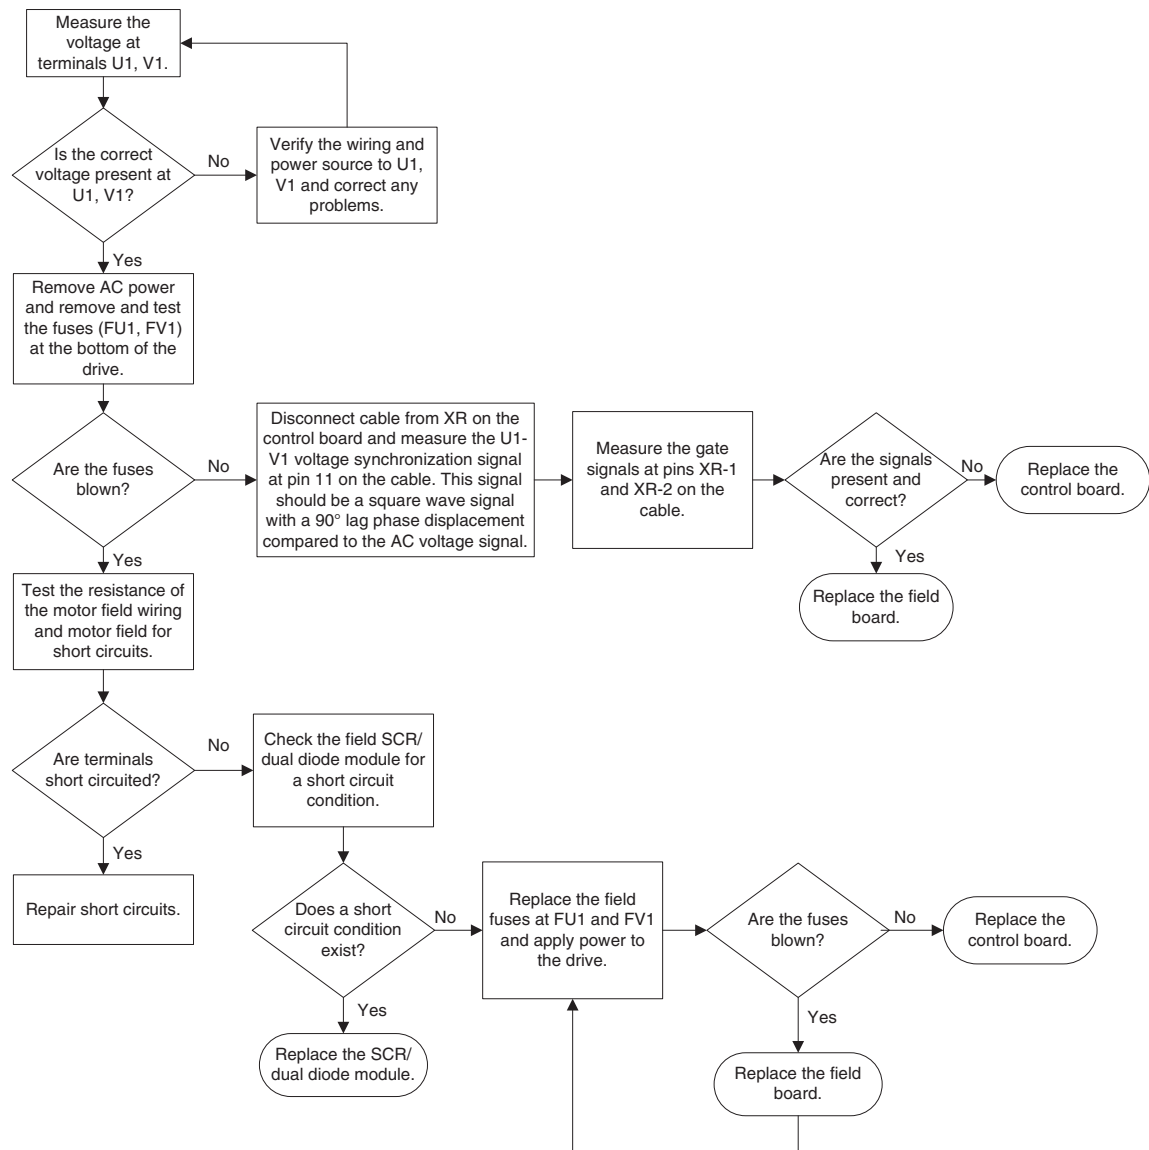 Measure the
voltage at
terminals U1, V1.
Is the correct
voltage present at
U1, V1?
No
Verify the wiring and
power source to U1,
V1 and correct any
problems.
Yes
Remove AC power
and remove and test
the fuses (FU1, FV1)
at the bottom of the
drive.
Are the fuses
blown?
No
Disconnect cable from XR on the
control board and measure the U1-
V1 voltage synchronization signal
at pin 11 on the cable. This signal
should be a square wave signal
with a 90° lag phase displacement
compared to the AC voltage signal.
Measure the gate
signals at pins XR-1
and XR-2 on the
cable.
Are the signals
present and
correct?
No
Replace the
control board.
Yes
Replace the field
board.
Yes
Test the resistance of
the motor field wiring
and motor field for
short circuits.
Are terminals
short circuited?
No
Check the field SCR/
dual diode module for
a short circuit
condition.
Yes
Repair short circuits.
Does a short
circuit condition
exist?
No
Replace the field
fuses at FU1 and FV1
and apply power to
the drive.
Are the fuses
blown?
No
Replace the
control board.
Yes
Replace the SCR/
dual diode module.
Yes
Replace the field
board.